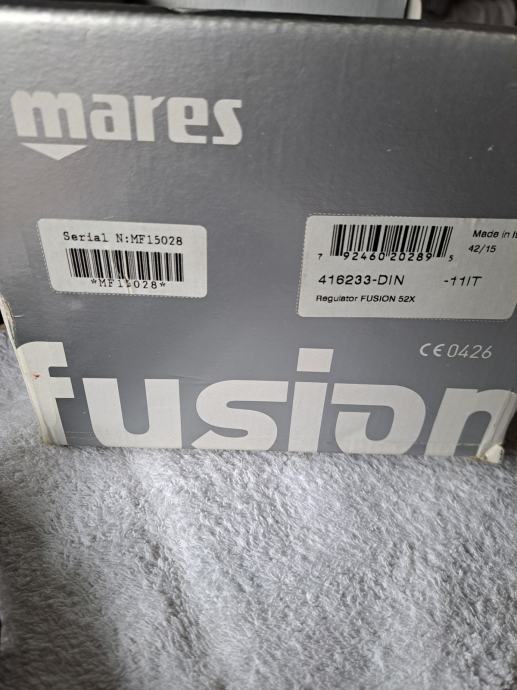 mares
Serial N:MF15028
*MF15028*
Made in
42/15
7 92460 20289 5
416233-DIN -11IT
Regulator FUSION 52X
CE 0426
fusion